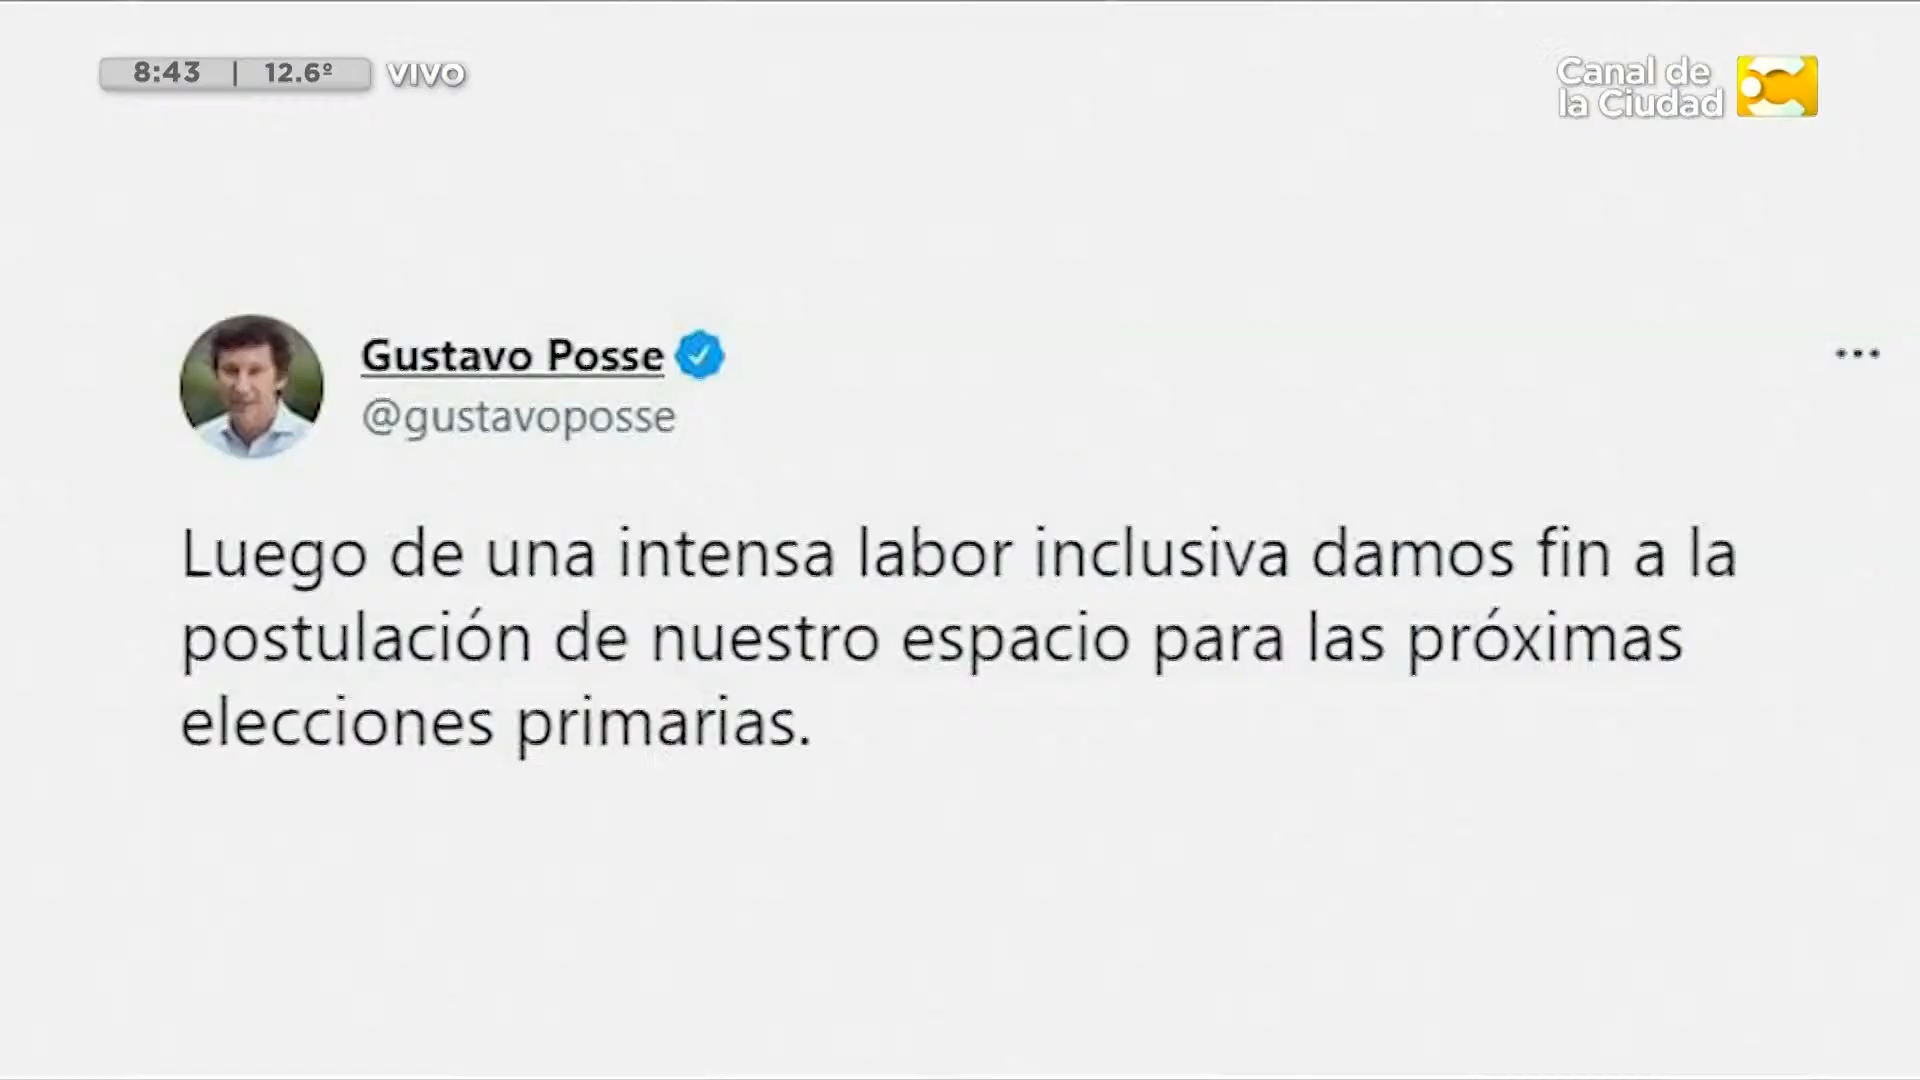 8:43 | 12.6º VIVO
Canal de
la Ciudad
Gustavo Posse
@gustavoposse
Luego de una intensa labor inclusiva damos fin a la
postulación de nuestro espacio para las próximas
elecciones primarias.